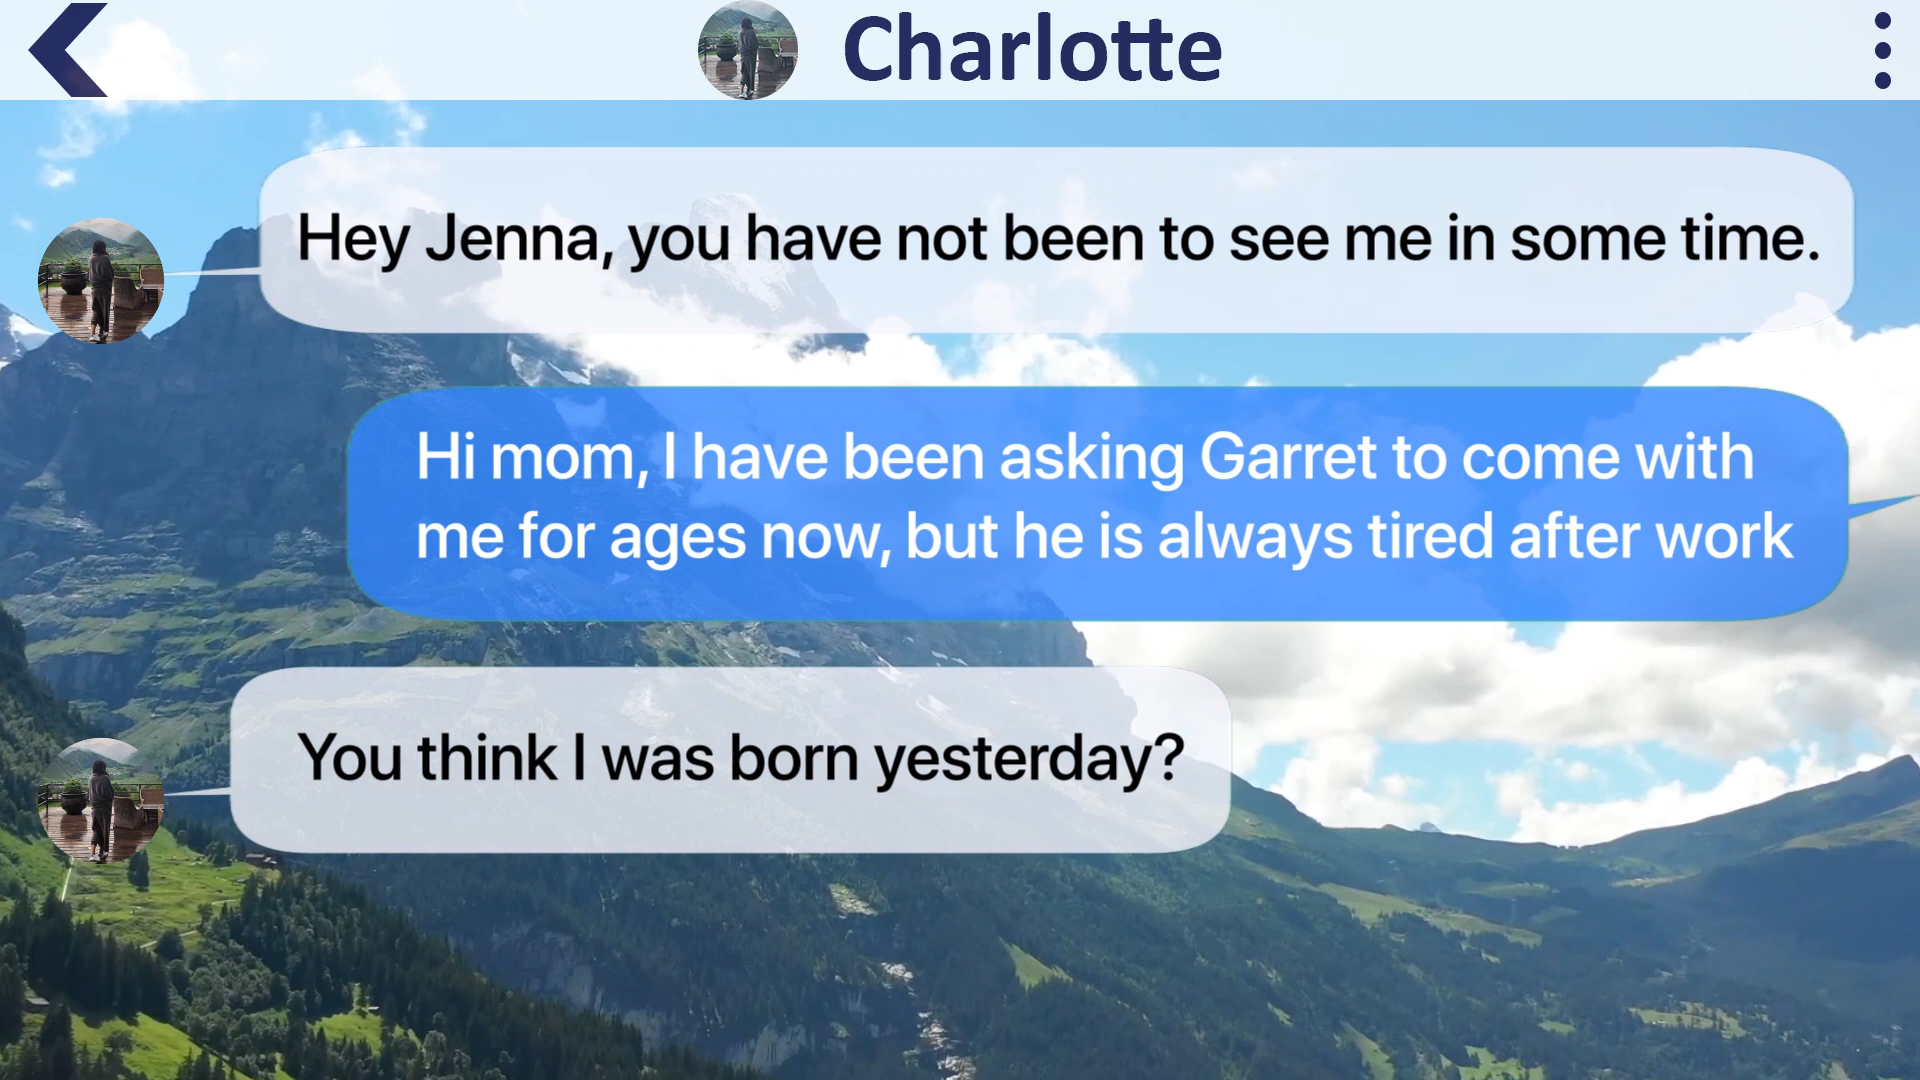 Charlotte
Hey Jenna, you have not been to see me in some time.
Hi mom, I have been asking Garret to come with
me for ages now, but he is always tired after work
You think I was born yesterday?